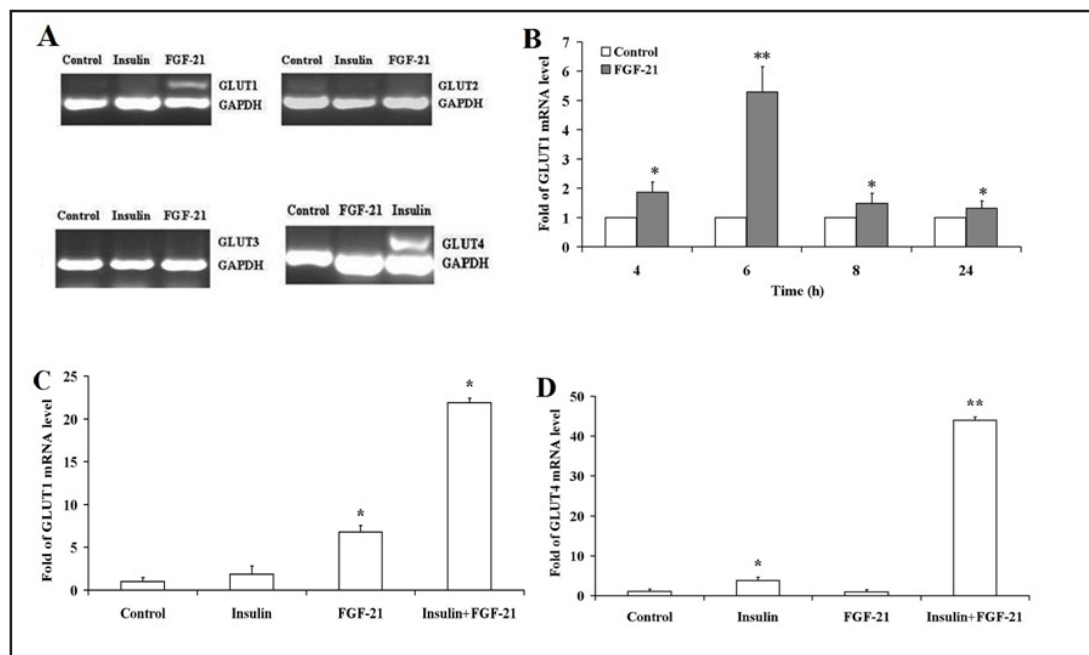 A
Control Insulin FGF-21
GLUT1
GAPDH
Control Insulin FGF-21
GLUT2
GAPDH
Control Insulin FGF-21
GLUT3
GAPDH
Control FGF-21 Insulin
GLUT4
GAPDH
B
Fold of GLUT1 mRNA level
7
6
5
4
3
2
1
0
Control
FGF-21
*
**
*
*
4 6 8 24
Time (h)
C
Fold of GLUT1 mRNA level
25
20
15
10
5
0
*
*
Control Insulin FGF-21 Insulin+FGF-21
D
Fold of GLUT4 mRNA level
50
40
30
20
10
0
*
**
Control Insulin FGF-21 Insulin+FGF-21